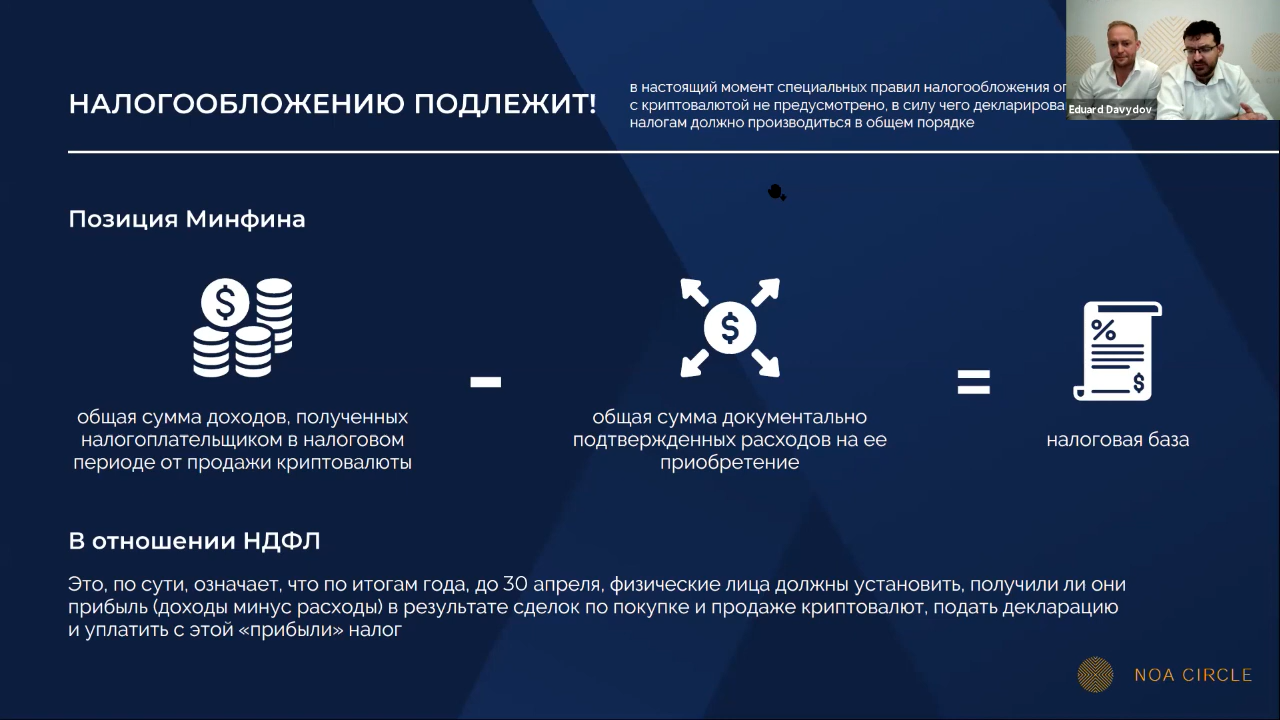 НАЛОГООБЛОЖЕНИЮ ПОДЛЕЖИТ!
в настоящий момент специальных правил налогообложения
с криптовалютой не предусмотрено, в силу чего
налогам должно производиться в общем порядке
Eduard Davydov
Позиция Минфина
$
$
%
$
- =
общая сумма доходов, полученных
налогоплательщиком в налоговом
периоде от продажи криптовалюты
общая сумма документально
подтвержденных расходов на ее
приобретение
налоговая база
В отношении НДФЛ
Это, по сути, означает, что по итогам года, до 30 апреля, физические лица должны установить, получили ли они
прибыль (доходы минус расходы) в результате сделок по покупке и продаже криптовалют, подать декларацию
и уплатить с этой «прибыли» налог
NOA CIRCLE